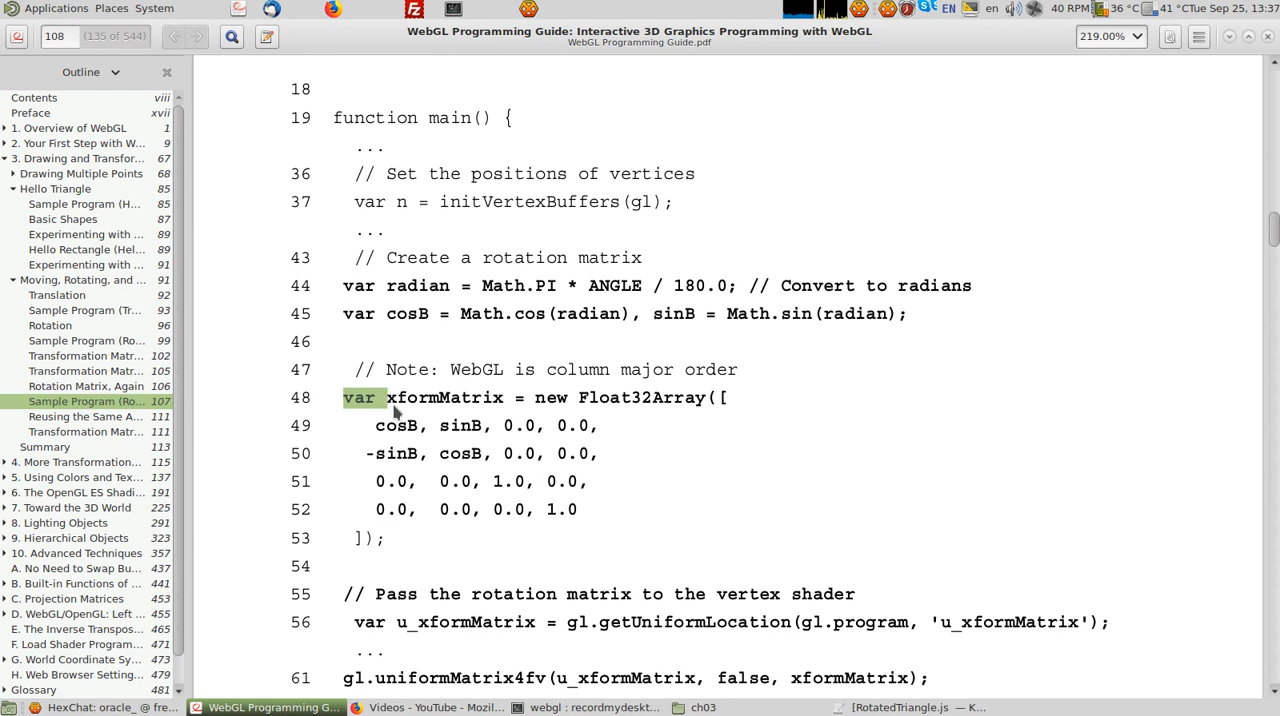 Applications Places System EN en 40 RPM 36 °C 41 °C Tue Sep 25, 13:37
108 (135 of 544) WebGL Programming Guide: Interactive 3D Graphics Programming with WebGL 219.00%
WebGL Programming Guide.pdf
Outline
Contents viii
Preface xvii
1. Overview of WebGL 1
2. Your First Step with W... 9
3. Drawing and Transfor... 67
Drawing Multiple Points 68
Hello Triangle 85
Sample Program (H... 85
Basic Shapes 87
Experimenting with ... 89
Hello Rectangle (Hel... 89
Experimenting with ... 91
Moving, Rotating, and ... 91
Translation 92
Sample Program (Tr... 93
Rotation 96
Sample Program (Ro... 99
Transformation Matr... 102
Transformation Matr... 105
Rotation Matrix, Again 106
Sample Program (Ro... 107
Reusing the Same A... 111
Transformation Matr... 111
Summary 113
4. More Transformation... 115
5. Using Colors and Tex... 137
6. The OpenGL ES Shadi... 193
7. Toward the 3D World 225
8. Lighting Objects 291
9. Hierarchical Objects 323
10. Advanced Techniques 357
A. No Need to Swap Bu... 437
B. Built-in Functions of ... 441
C. Projection Matrices 453
D. WebGL/OpenGL: Left ... 455
E. The Inverse Transpos... 465
F. Load Shader Program... 471
G. World Coordinate Sy... 473
H. Web Browser Setting... 479
Glossary 481
18
19 function main() {
...
36 // Set the positions of vertices
37 var n = initVertexBuffers(gl);
...
43 // Create a rotation matrix
44 var radian = Math.PI * ANGLE / 180.0; // Convert to radians
45 var cosB = Math.cos(radian), sinB = Math.sin(radian);
46
47 // Note: WebGL is column major order
48 var xformMatrix = new Float32Array([
49 cosB, sinB, 0.0, 0.0,
50 -sinB, cosB, 0.0, 0.0,
51 0.0, 0.0, 1.0, 0.0,
52 0.0, 0.0, 0.0, 1.0
53 ]);
54
55 // Pass the rotation matrix to the vertex shader
56 var u_xformMatrix = gl.getUniformLocation(gl.program, 'u_xformMatrix');
...
61 gl.uniformMatrix4fv(u_xformMatrix, false, xformMatrix);
HexChat: oracle_ @ fre... WebGL Programming G... Videos - YouTube - Mozil... webgl : recordmydeskt... ch03 [RotatedTriangle.js — K...